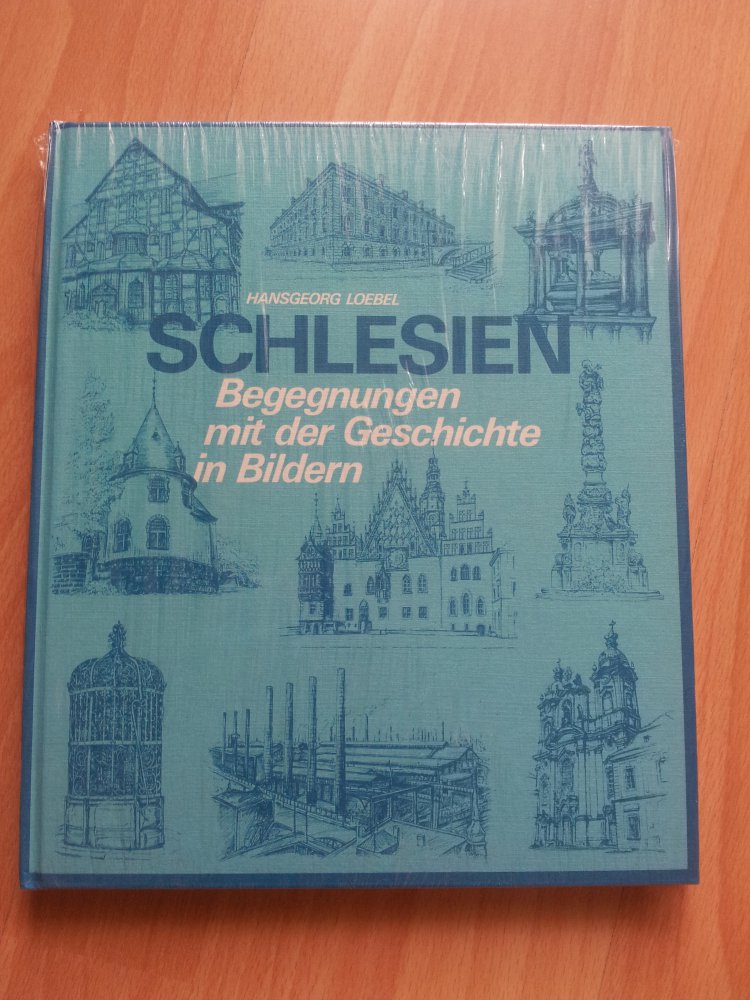 HANSGEORG LOEBEL
SCHLESIEN
Begegnungen
mit der Geschichte
in Bildern